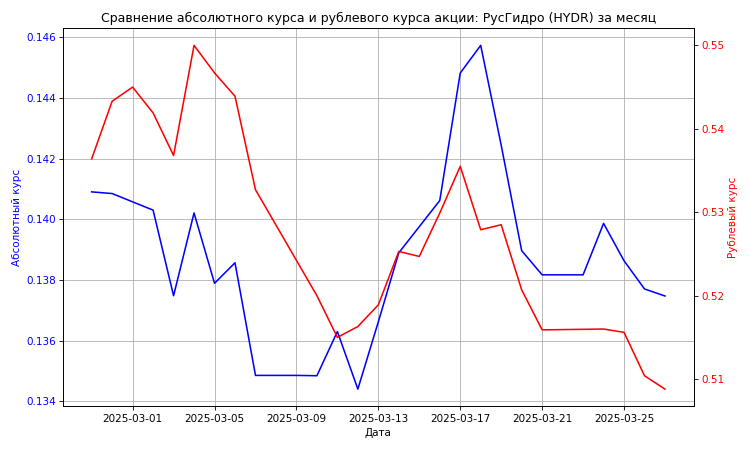 Сравнение абсолютного курса и рублевого курса акции: РусГидро (HYDR) за месяц
0.146
0.144
0.142
0.140
0.138
0.136
0.134
Абсолютный курс
0.55
0.54
0.53
0.52
0.51
Рублевый курс
2025-03-01 2025-03-05 2025-03-09 2025-03-13 2025-03-17 2025-03-21 2025-03-25
Дата